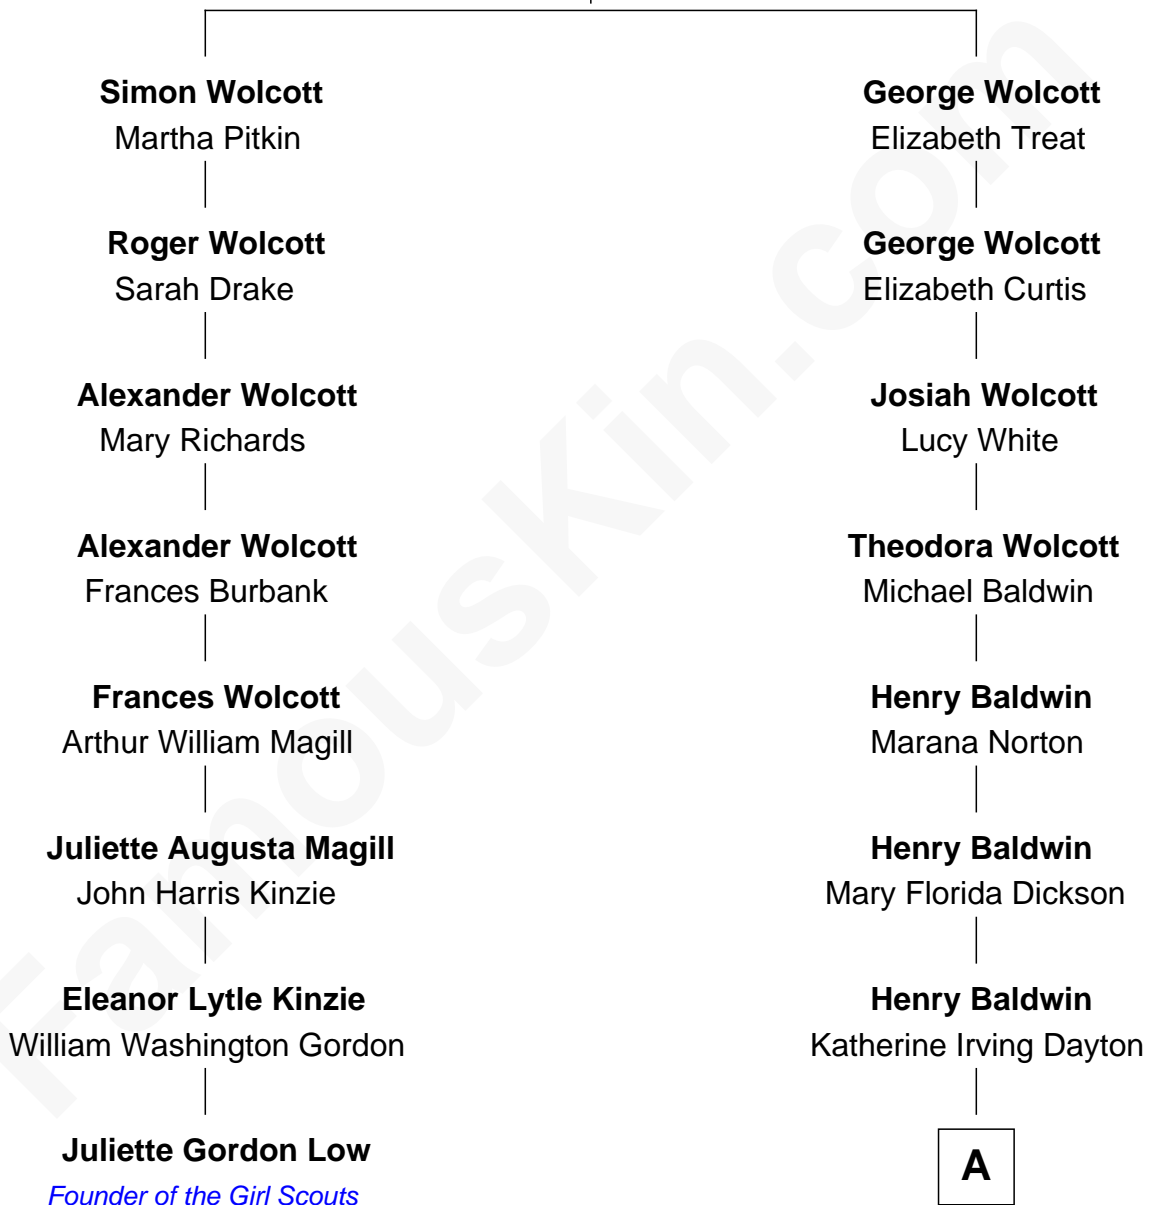 Simon Wolcott
Martha Pitkin
Roger Wolcott
Sarah Drake
Alexander Wolcott
Mary Richards
Alexander Wolcott
Frances Burbank
Frances Wolcott
Arthur William Magill
Juliette Augusta Magill
John Harris Kinzie
Eleanor Lytle Kinzie
William Washington Gordon
Juliette Gordon Low
Founder of the Girl Scouts
George Wolcott
Elizabeth Treat
George Wolcott
Elizabeth Curtis
Josiah Wolcott
Lucy White
Theodora Wolcott
Michael Baldwin
Henry Baldwin
Marana Norton
Henry Baldwin
Mary Florida Dickson
Henry Baldwin
Katherine Irving Dayton
A
FamousKin.com